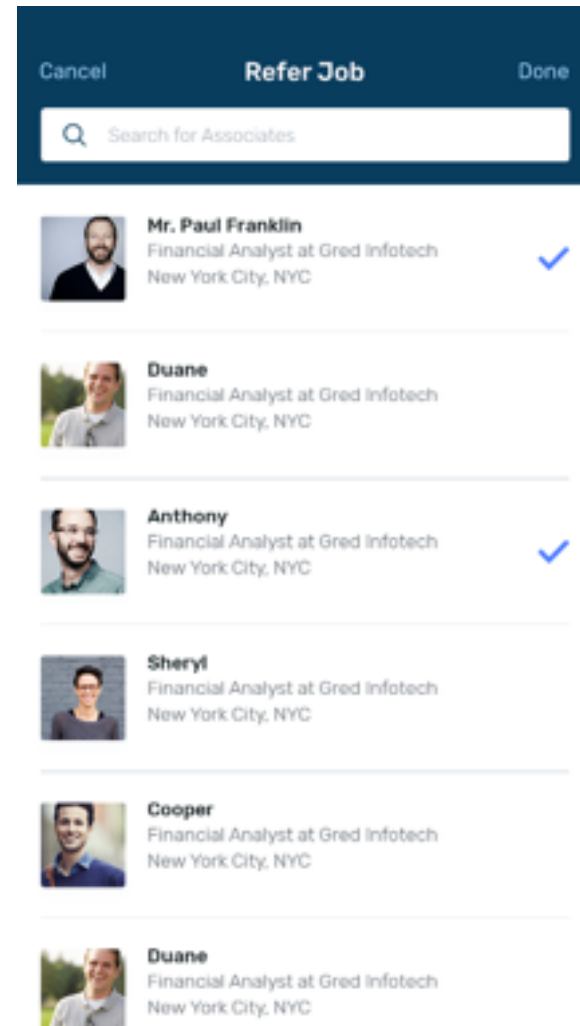 Cancel Refer Job Done
Search for Associates
Mr. Paul Franklin
Financial Analyst at Gred Infotech
New York City, NYC
Duane
Financial Analyst at Gred Infotech
New York City, NYC
Anthony
Financial Analyst at Gred Infotech
New York City, NYC
Sheryl
Financial Analyst at Gred Infotech
New York City, NYC
Cooper
Financial Analyst at Gred Infotech
New York City, NYC
Duane
Financial Analyst at Gred Infotech
New York City, NYC